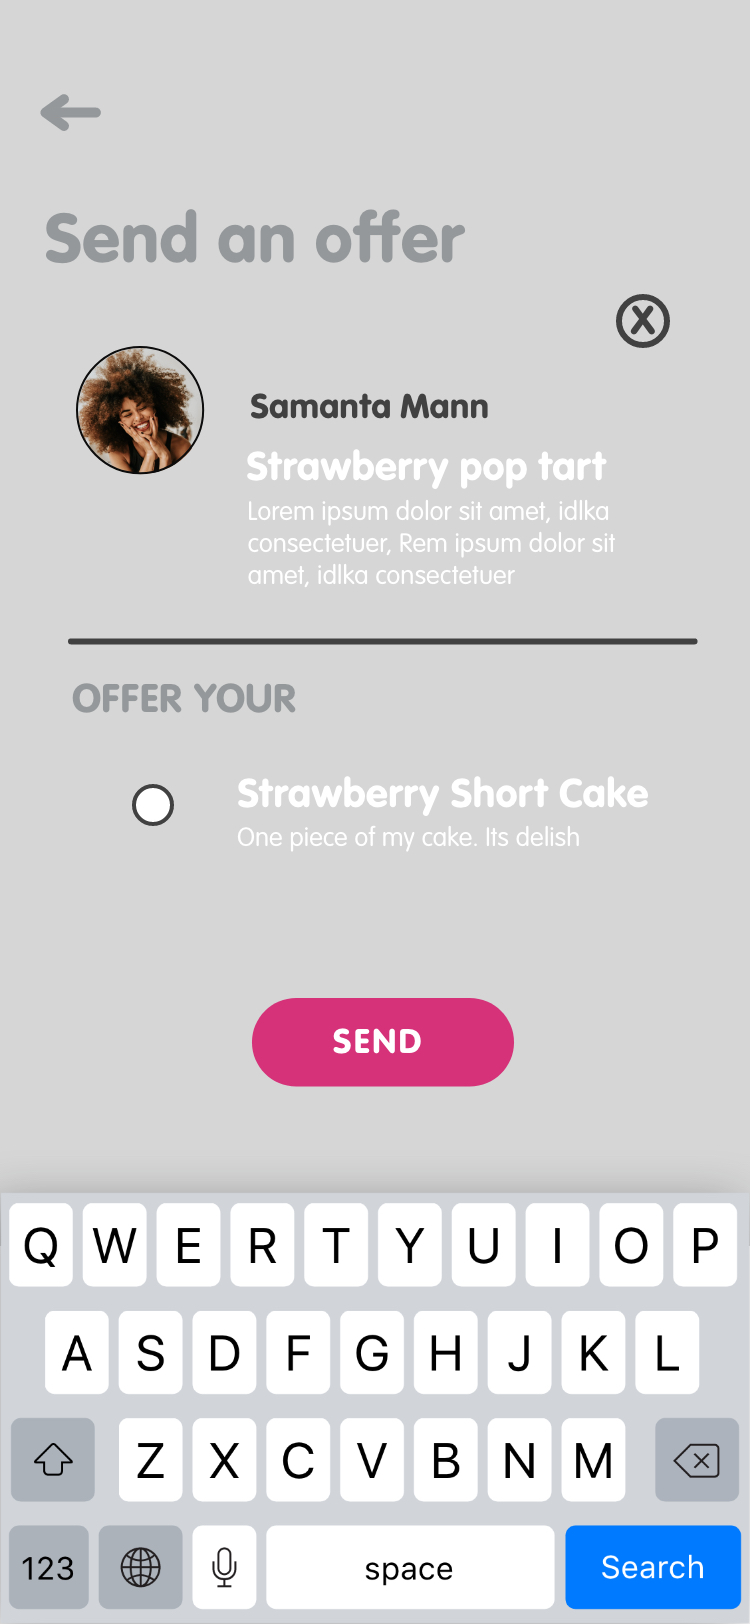 Send an offer
X
Samanta Mann
Strawberry pop tart
Lorem ipsum dolor sit amet, idlka
consectetuer, Rem ipsum dolor sit
amet, idlka consectetuer
OFFER YOUR
Strawberry Short Cake
One piece of my cake. Its delish
SEND
Q W E R T Y U I O P
A S D F G H J K L
Z X C V B N M
123 space Search